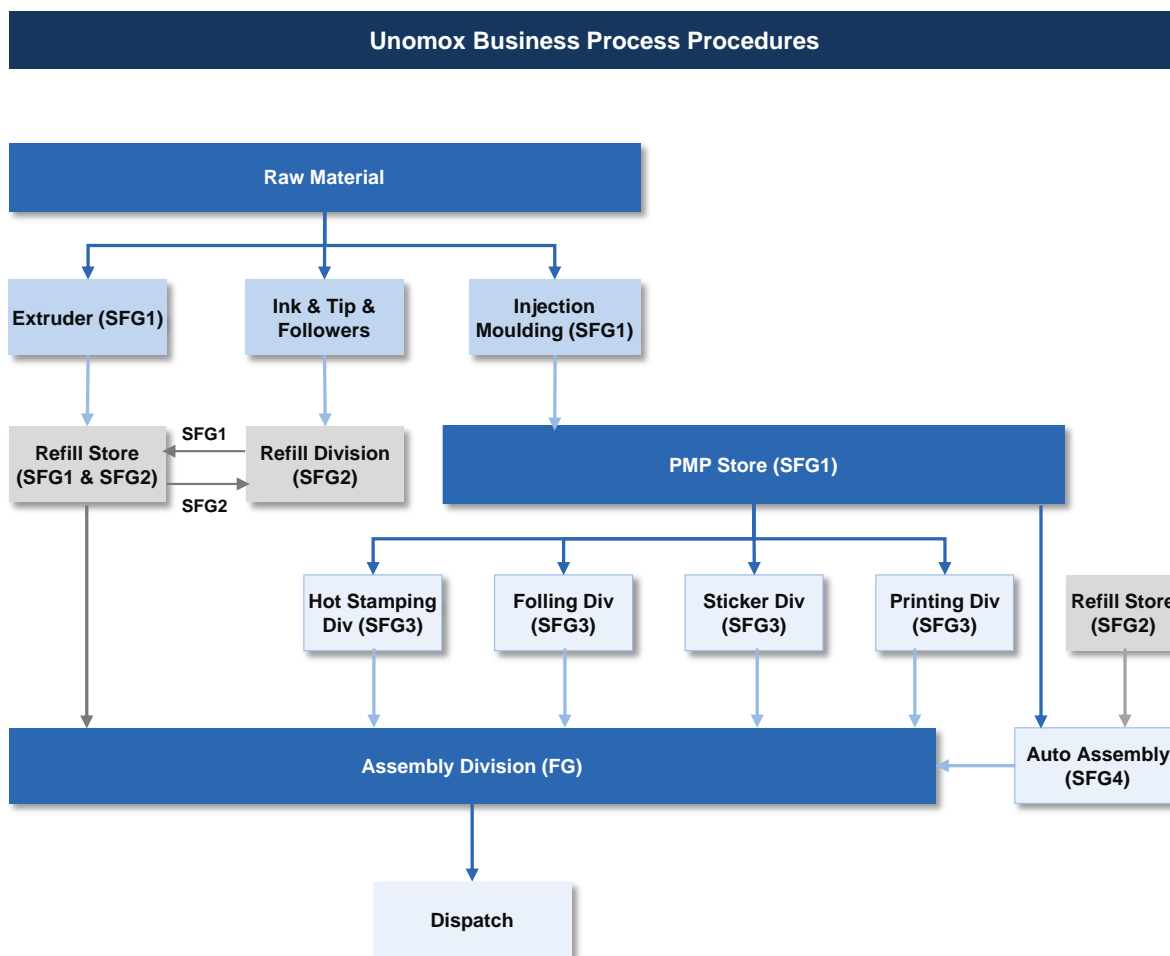 Unomox Business Process Procedures
Raw Material
Extruder (SFG1)
Ink & Tip &
Followers
Injection
Moulding (SFG1)
Refill Store
(SFG1 & SFG2)
SFG1
SFG2
Refill Division
(SFG2)
PMP Store (SFG1)
Hot Stamping
Div (SFG3)
Folling Div
(SFG3)
Sticker Div
(SFG3)
Printing Div
(SFG3)
Refill Store
(SFG2)
Assembly Division (FG)
Auto Assembly
(SFG4)
Dispatch